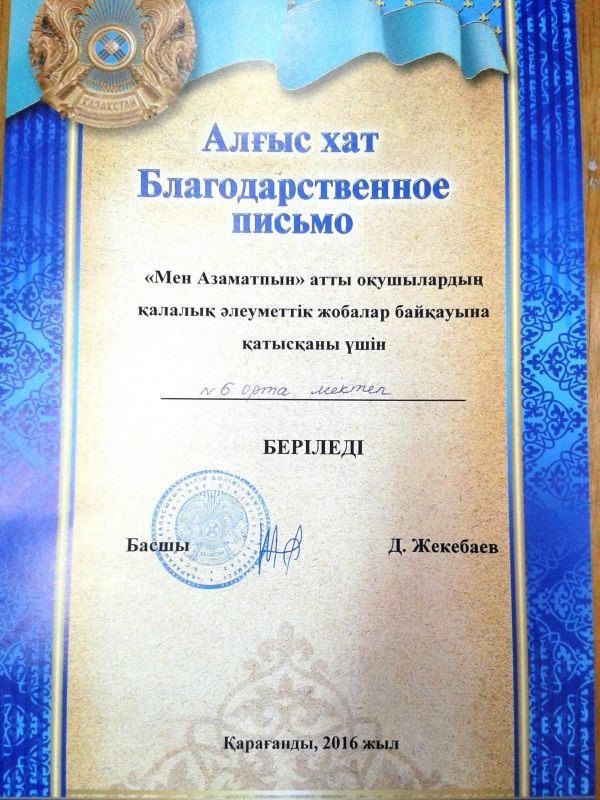 ҚАЗАҚСТАН
Алғыс хат
Благодарственное
письмо
«Мен Азаматпын» атты оқушылардың
қалалық әлеуметтік жобалар байқауына
қатысқаны үшін
№6 орта мектеп
БЕРІЛЕДІ
Басшы
Д. Жекебаев
Қарағанды, 2016 жыл